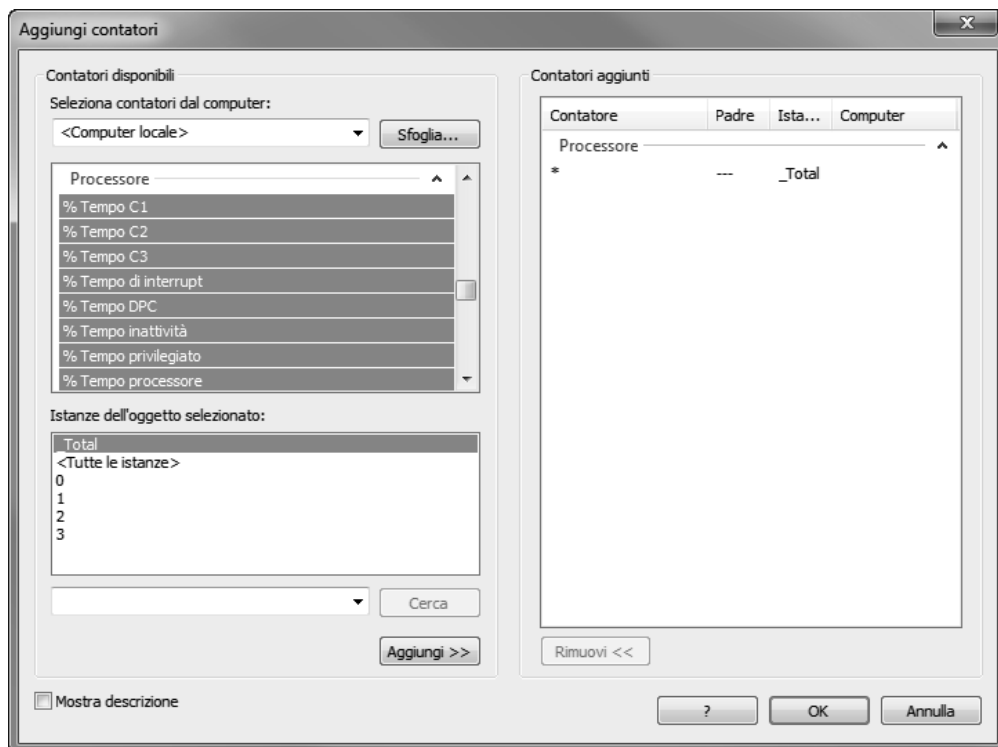 Aggiungi contatori
Contatori disponibili
Seleziona contatori dal computer:
<Computer locale>
Sfoglia...
Processore
% Tempo C1
% Tempo C2
% Tempo C3
% Tempo di interrupt
% Tempo DPC
% Tempo inattività
% Tempo privilegiato
% Tempo processore
Istanze dell'oggetto selezionato:
_Total
<Tutte le istanze>
0
1
2
3
Cerca
Aggiungi >>
Mostra descrizione
Contatori aggiunti
Contatore Padre Ista... Computer
Processore
* --- _Total
Rimuovi <<
? OK Annulla